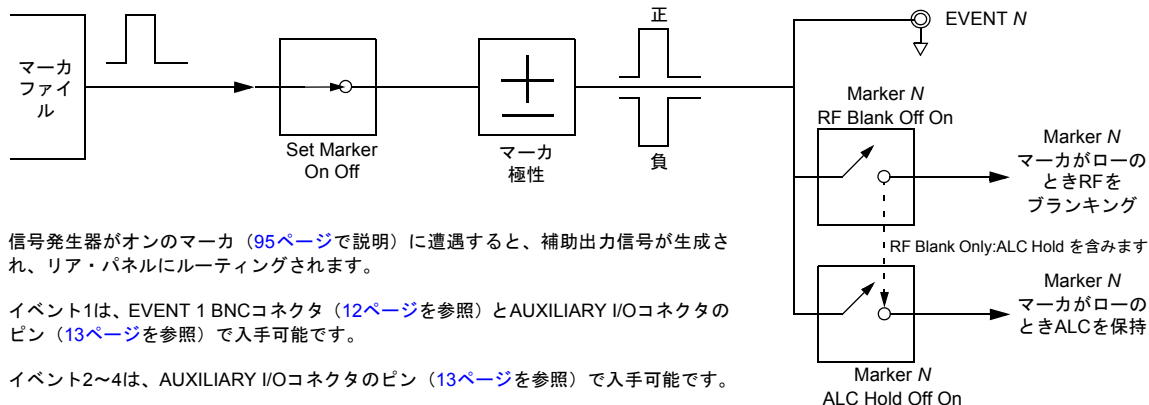 マーカ
ファイ
ル
Set Marker
On Off
マーカ
極性
正
負
EVENT N
Marker N
RF Blank Off On
Marker N
マーカがローの
ときRFを
ブランキング
RF Blank Only:ALC Hold を含みます
Marker N
マーカがローの
ときALCを保持
Marker N
ALC Hold Off On
信号発生器がオンのマーカ（95ページで説明）に遭遇すると、補助出力信号が生成さ
れ、リア・パネルにルーティングされます。
イベント1は、EVENT 1 BNCコネクタ（12ページを参照）とAUXILIARY I/Oコネクタの
ピン（13ページを参照）で入手可能です。
イベント2～4は、AUXILIARY I/Oコネクタのピン（13ページを参照）で入手可能です。